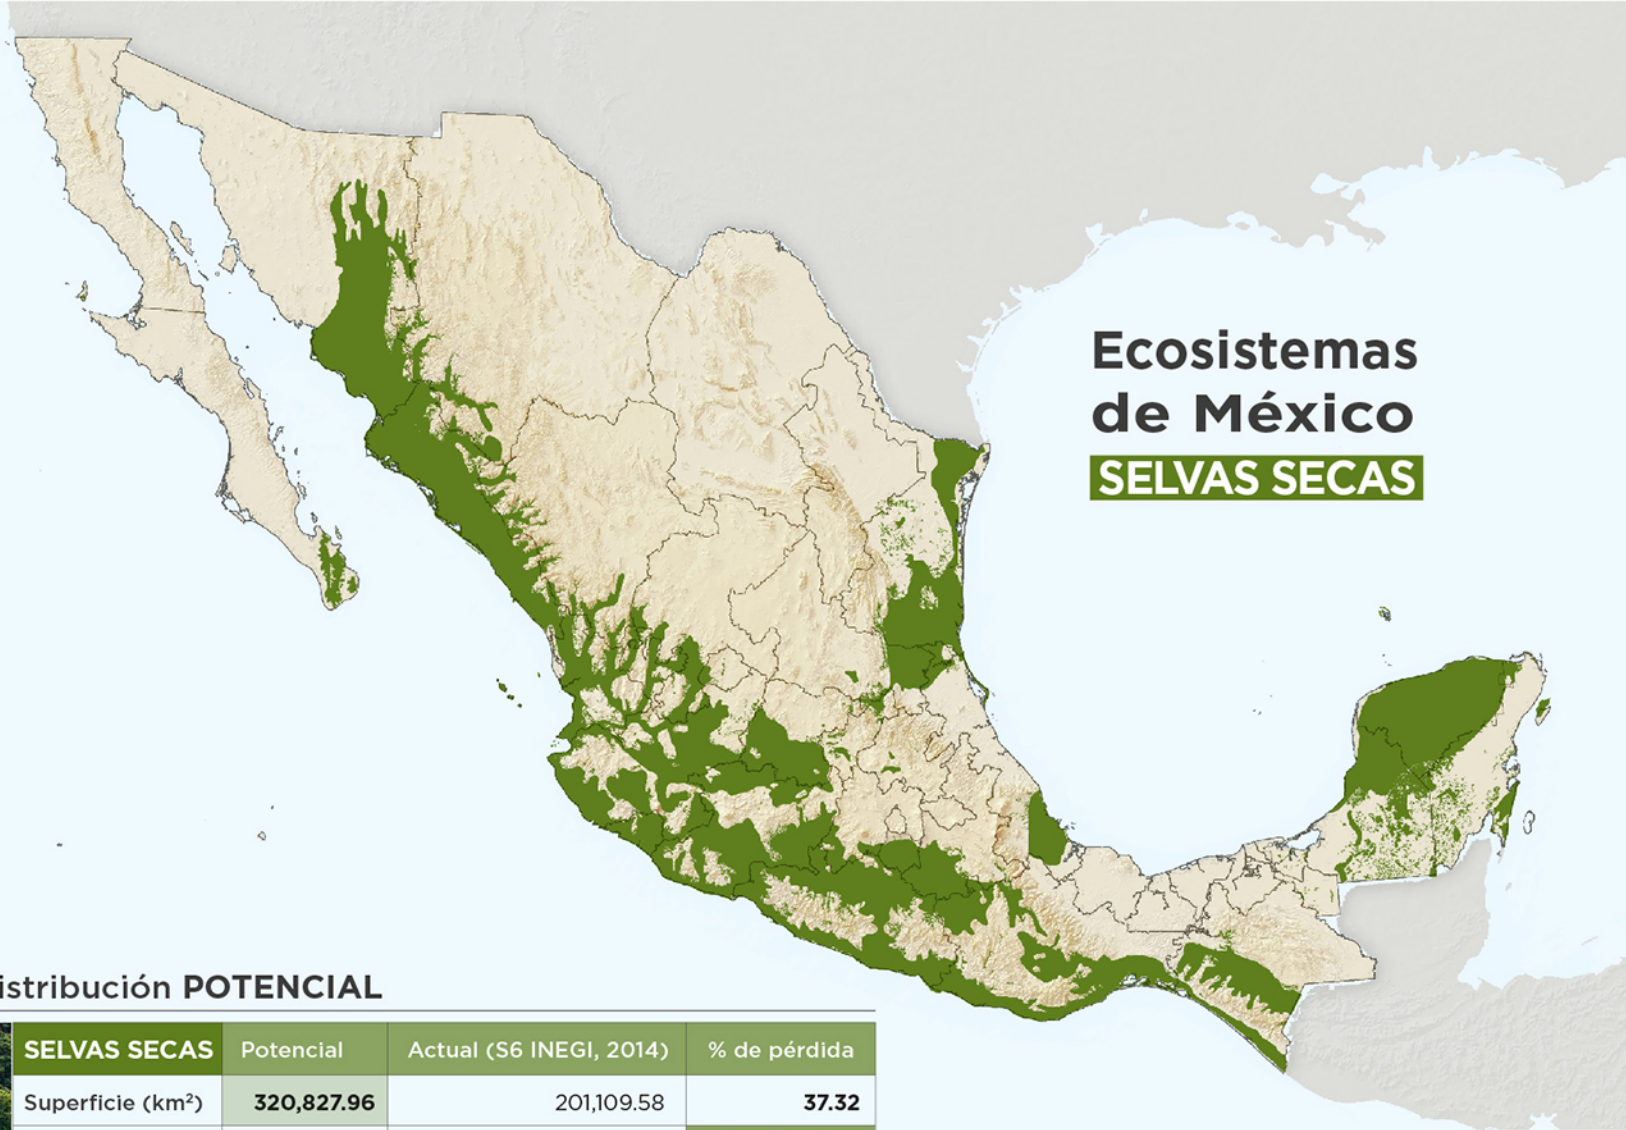 Ecosistemas
de México
SELVAS SECAS
istribución POTENCIAL
SELVAS SECAS Potencial Actual (S6 INEGI, 2014) % de pérdida
Superficie (km²) 320,827.96 201,109.58 37.32